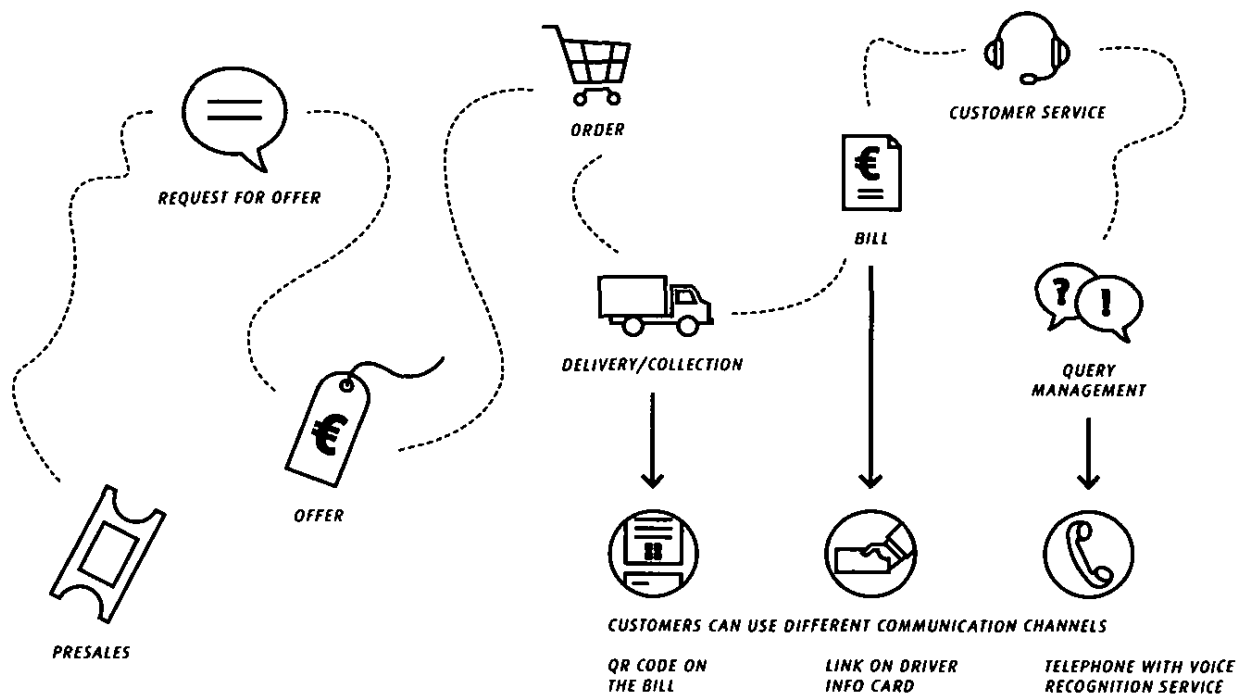 CUSTOMER SERVICE
ORDER
REQUEST FOR OFFER
BILL
DELIVERY/COLLECTION
QUERY
MANAGEMENT
OFFER
PRESALES
CUSTOMERS CAN USE DIFFERENT COMMUNICATION CHANNELS
QR CODE ON
THE BILL
LINK ON DRIVER
INFO CARD
TELEPHONE WITH VOICE
RECOGNITION SERVICE